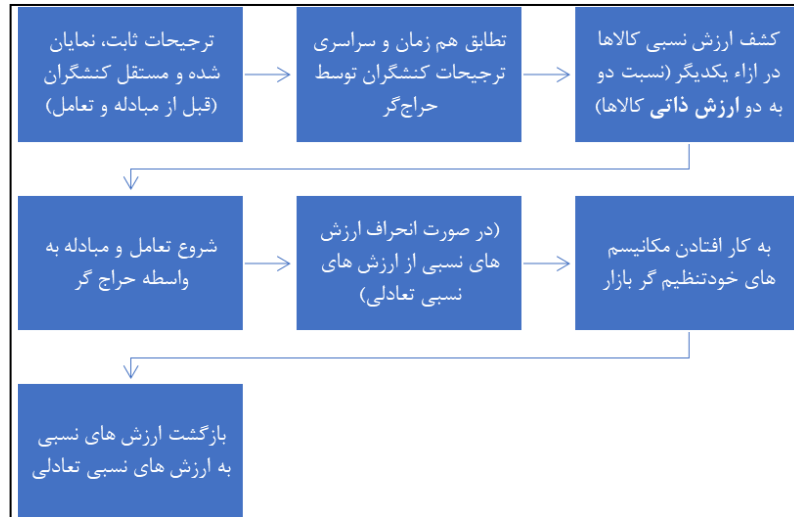 ترجیحات ثابت، نمایان
شده و مستقل کنشگران
(قبل از مبادله و تعامل)
تطابق هم زمان و سراسری
ترجیحات کنشگران توسط
حراج‌گر
کشف ارزش نسبی کالاها
در ازاء یکدیگر (نسبت دو
به دو ارزش ذاتی کالاها)
شروع تعامل و مبادله به
واسطه حراج گر
(در صورت انحراف ارزش
های نسبی از ارزش های
نسبی تعادلی)
به کار افتادن مکانیسم
های خودتنظیم گر بازار
بازگشت ارزش های نسبی
به ارزش های نسبی تعادلی